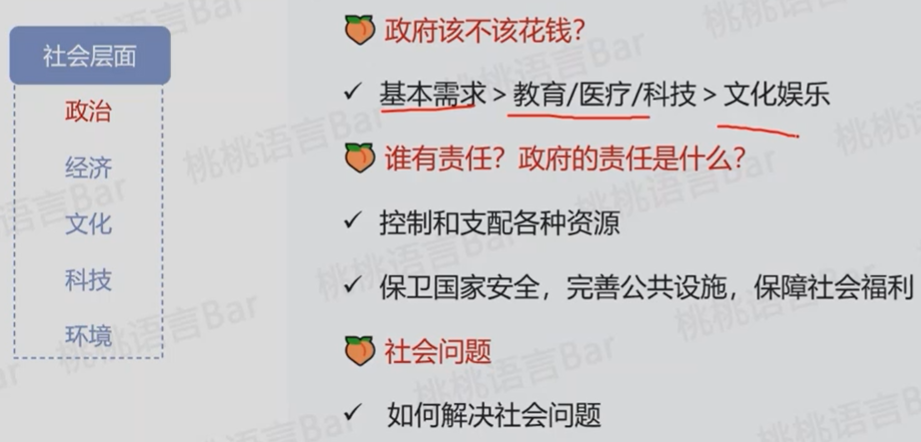 社会层面
政治
经济
文化
科技
环境
政府该不该花钱？
✓ 基本需求 > 教育/医疗/科技 > 文化娱乐
谁有责任？政府的责任是什么？
✓ 控制和支配各种资源
✓ 保卫国家安全，完善公共设施，保障社会福利
社会问题
✓ 如何解决社会问题
桃桃语言Bar